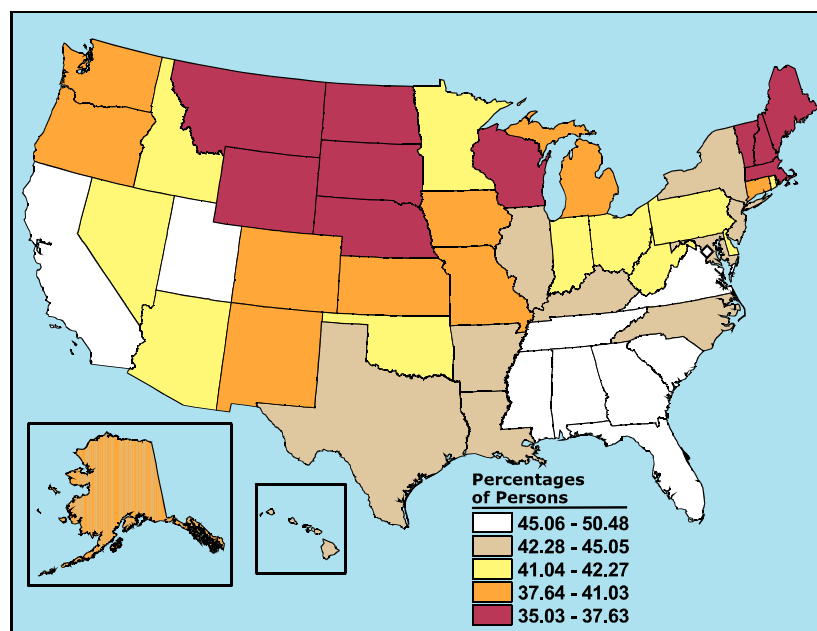 Percentages
of Persons
45.06 - 50.48
42.28 - 45.05
41.04 - 42.27
37.64 - 41.03
35.03 - 37.63